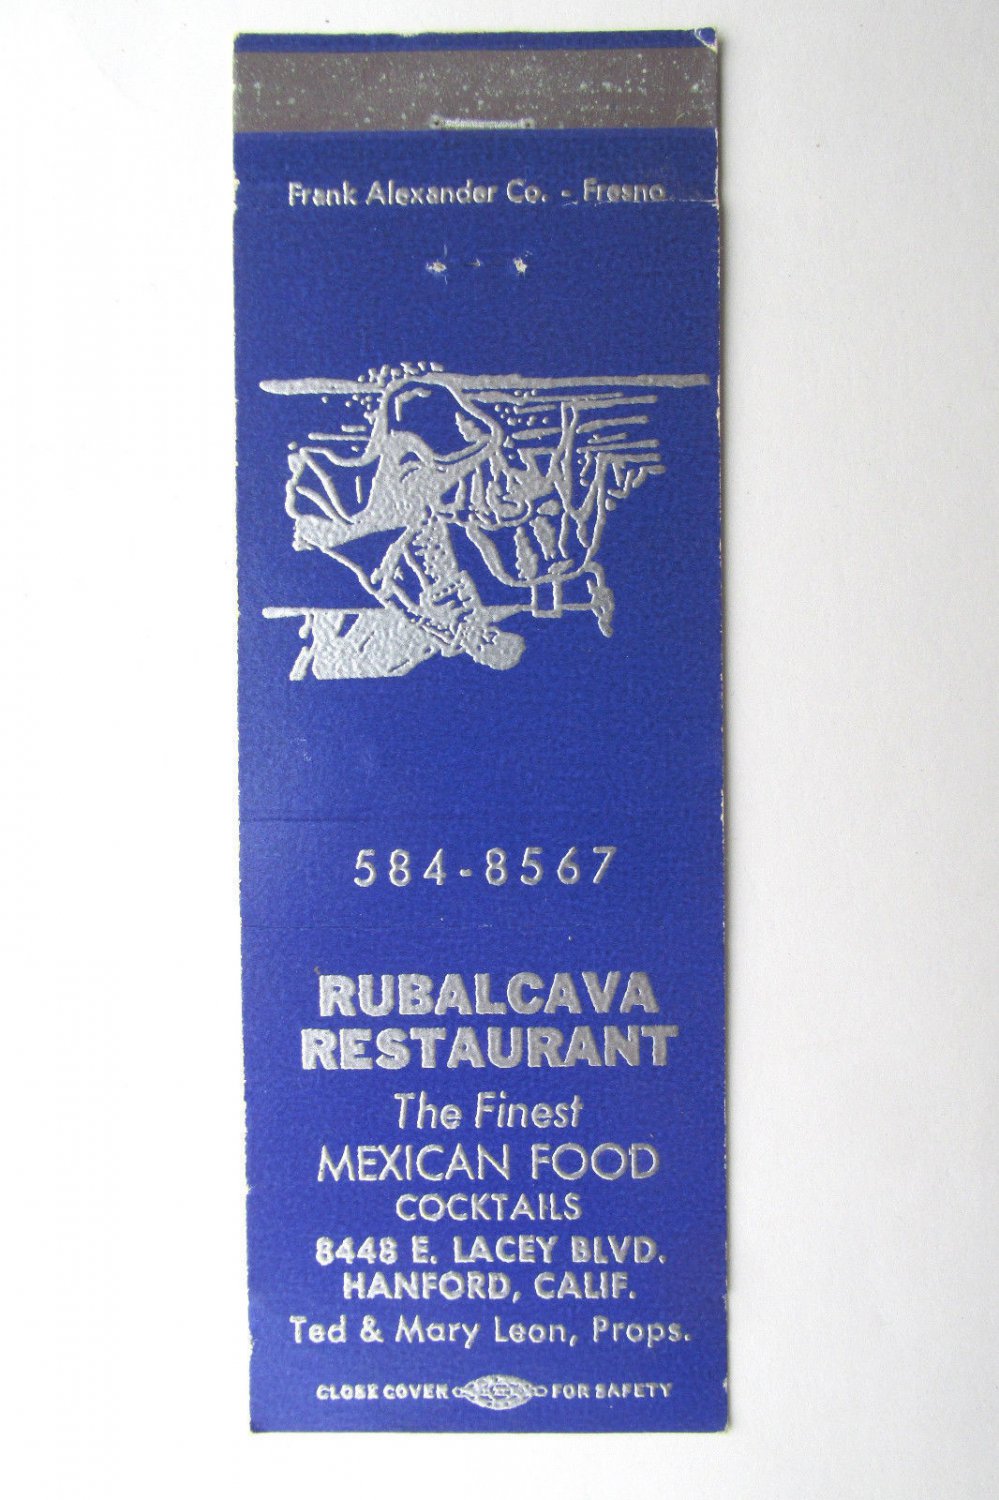 Frank Alexander Co. - Fresno
584-8567
RUBALCAVA
RESTAURANT
The Finest
MEXICAN FOOD
COCKTAILS
8448 E. LACEY BLVD.
HANFORD, CALIF.
Ted & Mary Leon, Props.
CLOSE COVER FOR SAFETY